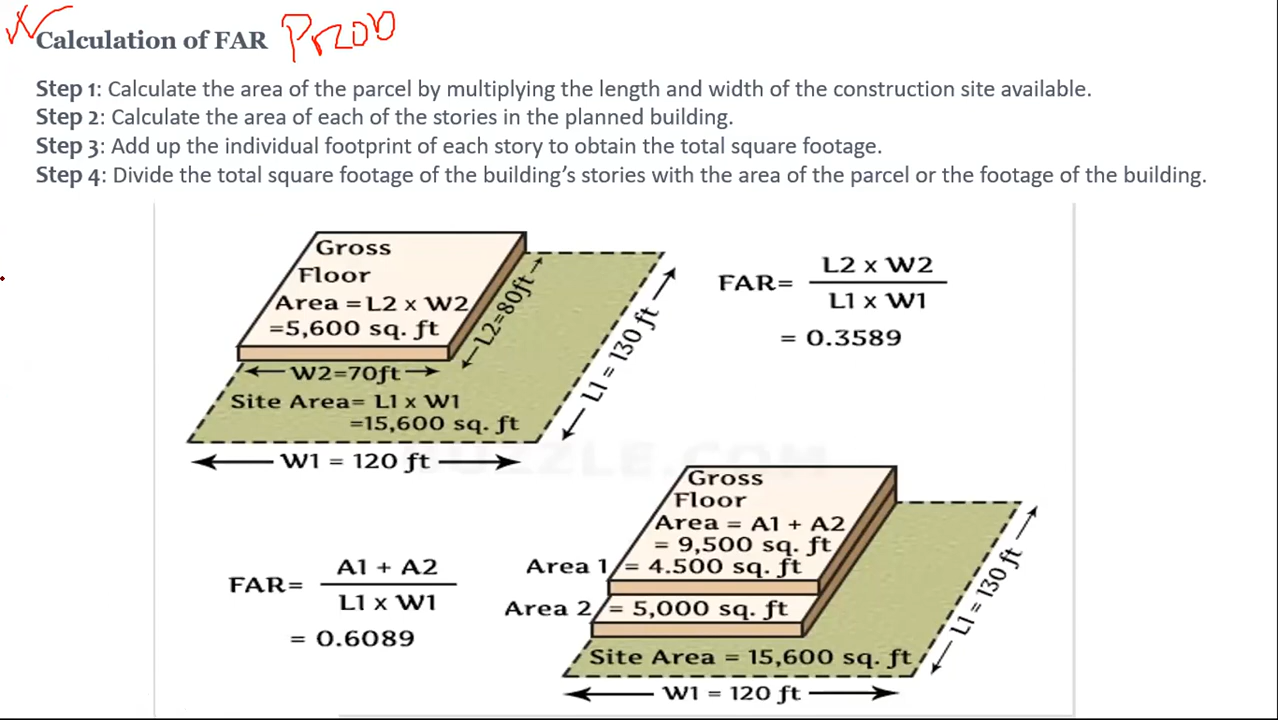 Calculation of FAR Prob
Step 1: Calculate the area of the parcel by multiplying the length and width of the construction site available.
Step 2: Calculate the area of each of the stories in the planned building.
Step 3: Add up the individual footprint of each story to obtain the total square footage.
Step 4: Divide the total square footage of the building’s stories with the area of the parcel or the footage of the building.
Gross
Floor
Area = L2 x W2
=5,600 sq. ft
L2=80ft
W2=70ft
Site Area= L1 x W1
=15,600 sq. ft
L1 = 130 ft
W1 = 120 ft
FAR= L2 x W2
L1 x W1
= 0.3589
FAR= A1 + A2
L1 x W1
= 0.6089
Gross
Floor
Area = A1 + A2
= 9,500 sq. ft
Area 1 = 4.500 sq. ft
Area 2 = 5,000 sq. ft
Site Area = 15,600 sq. ft
L1 = 130 ft
W1 = 120 ft